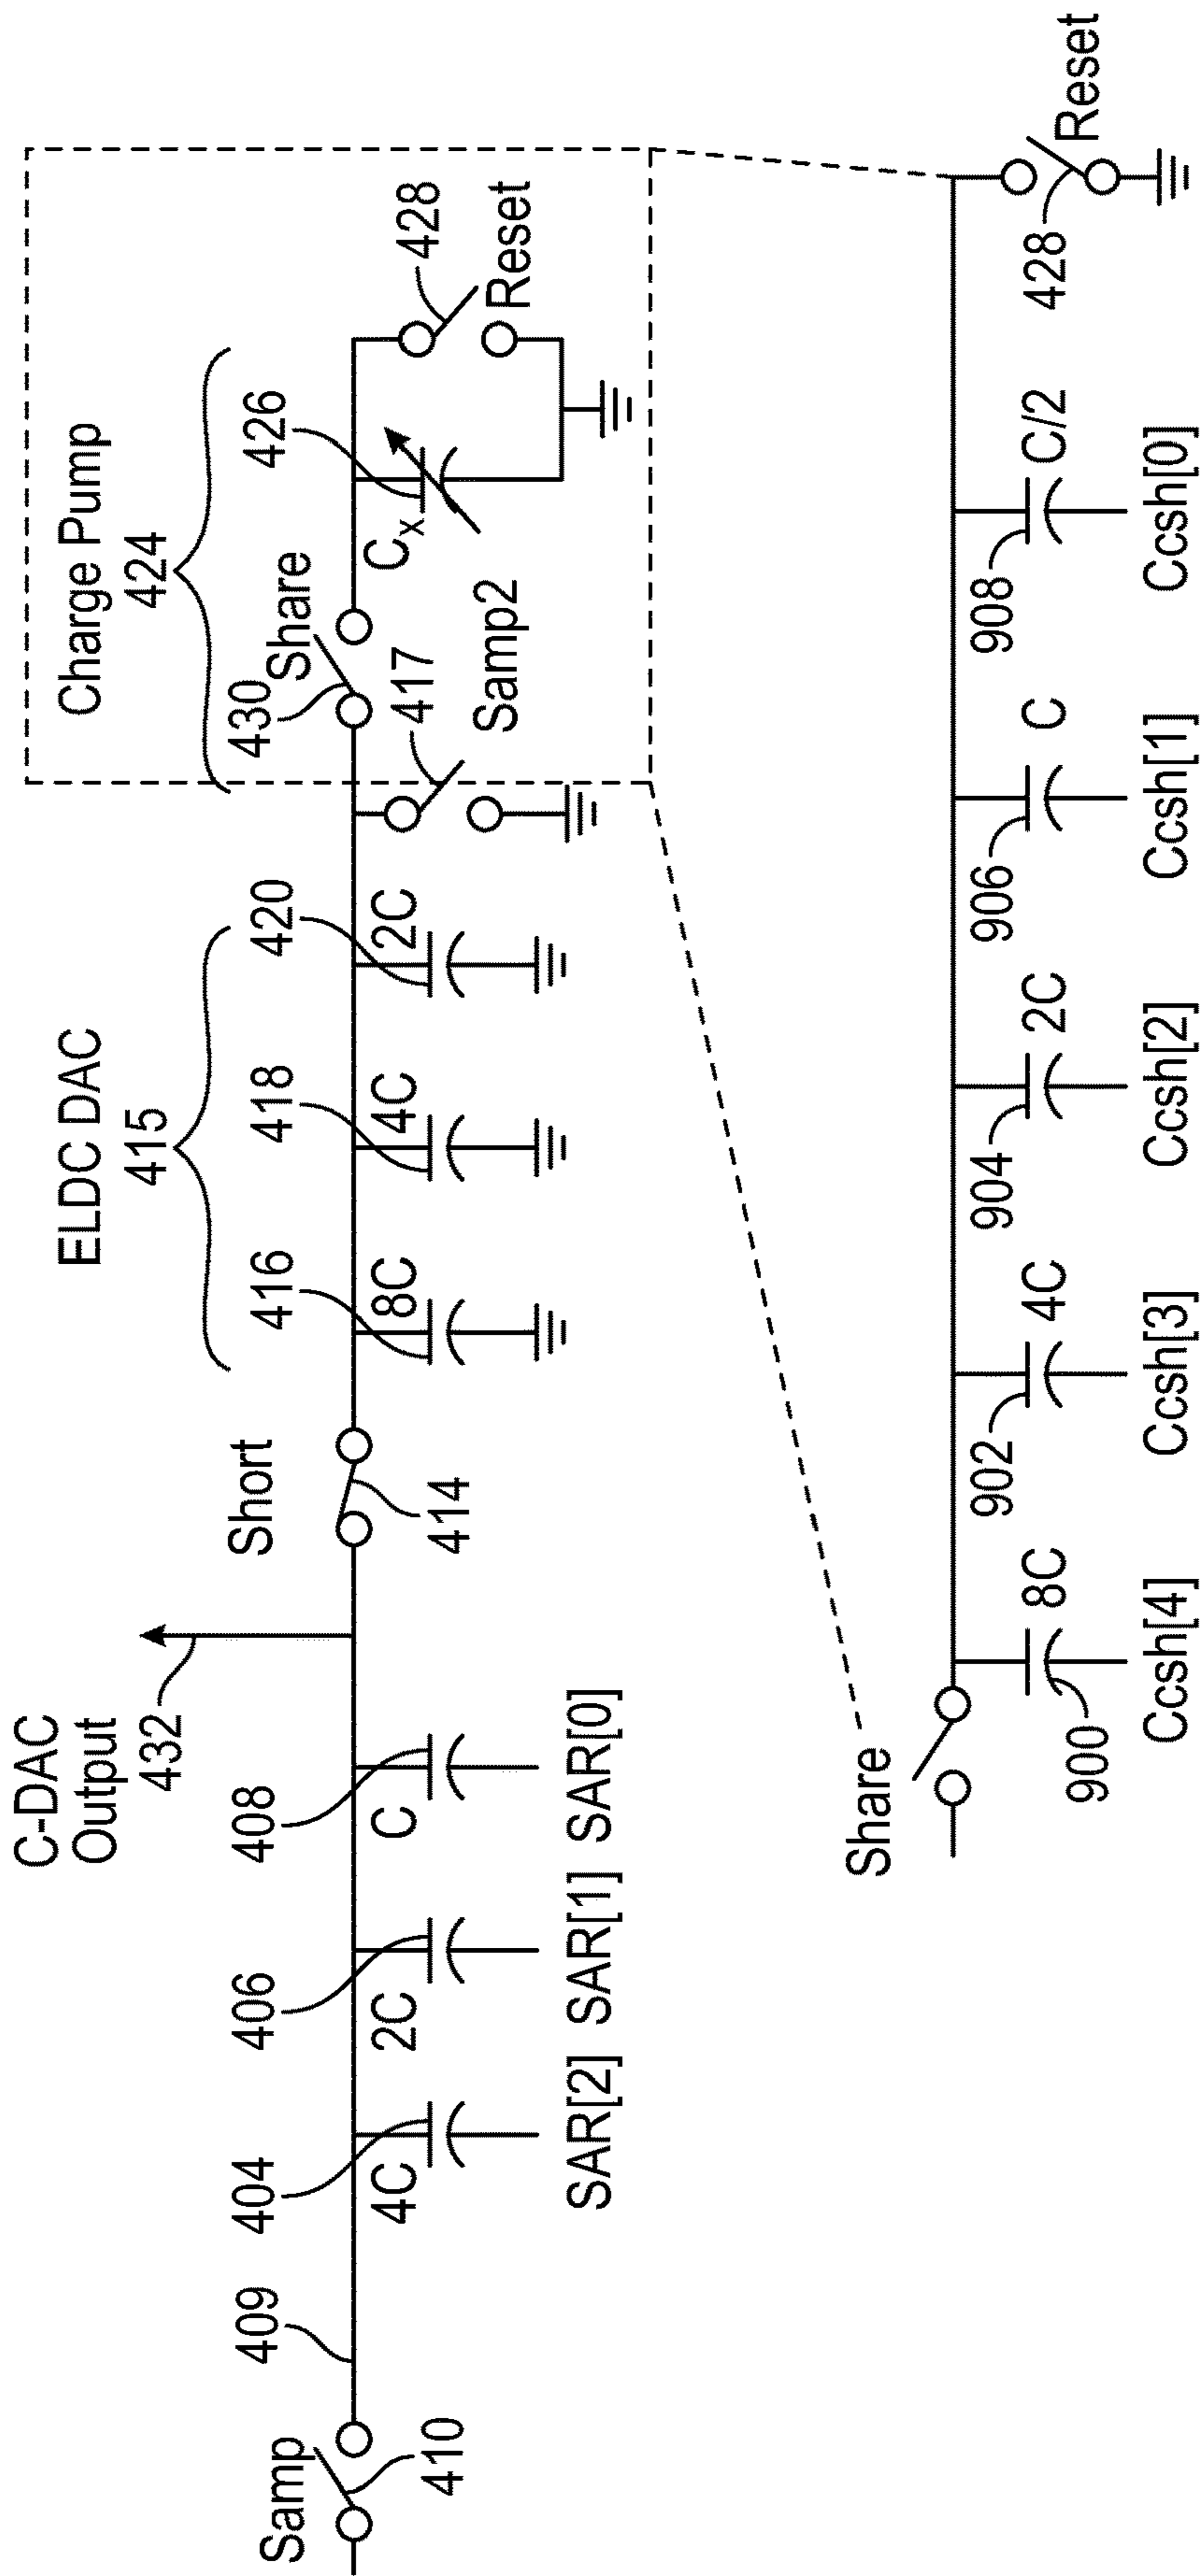 Charge Pump
424
ELDC DAC
415
C-DAC
Output
432
Samp
410
409
404
4C
SAR[2]
406
2C
SAR[1]
408
C
SAR[0]
Short
414
416
8C
418
4C
420
2C
430
Share
417
Samp2
426
Cx
428
Reset
Share
900
8C
Ccsh[4]
902
4C
Ccsh[3]
904
2C
Ccsh[2]
906
C
Ccsh[1]
908
C/2
Ccsh[0]
428
Reset